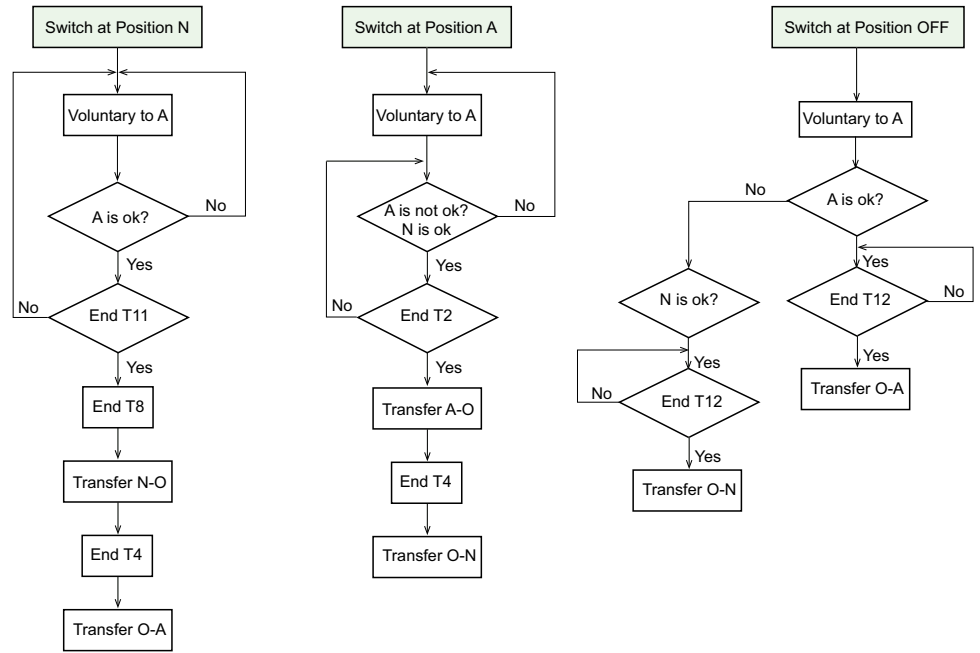 Switch at Position N
Voluntary to A
A is ok?
No
Yes
No
End T11
Yes
End T8
Transfer N-O
End T4
Transfer O-A
Switch at Position A
Voluntary to A
A is not ok?
N is ok
No
Yes
No
End T2
Yes
Transfer A-O
End T4
Transfer O-N
Switch at Position OFF
Voluntary to A
No
A is ok?
Yes
End T12
No
Yes
Transfer O-A
N is ok?
Yes
No
End T12
Yes
Transfer O-N